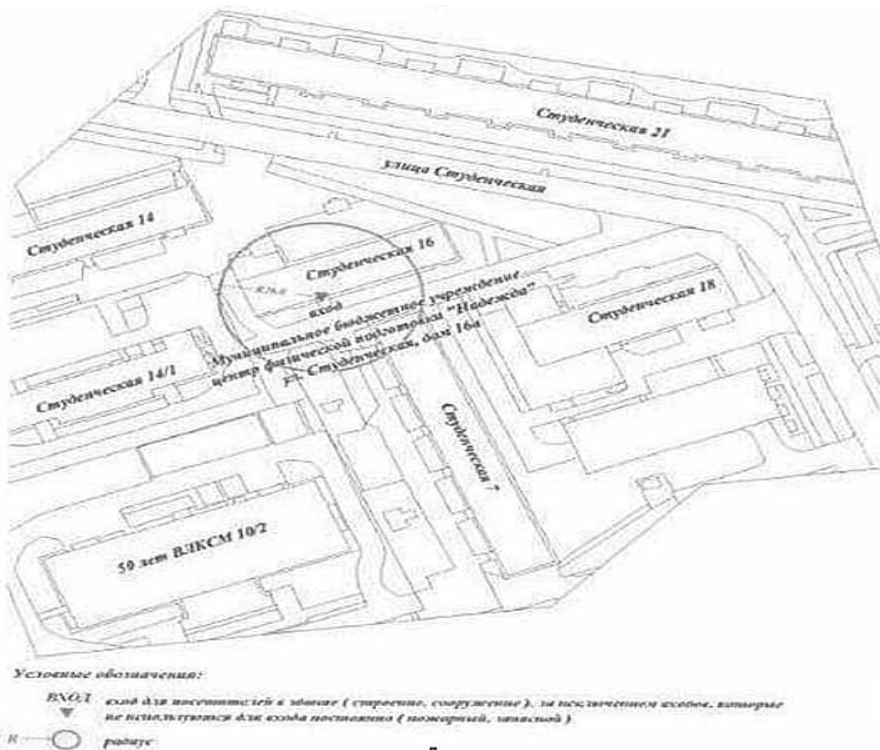 Студенческая 21
улица Студенческая
Студенческая 14
Студенческая 16
вход
Муниципальное бюджетное учреждение
центр физической подготовки "Надежда"
ул. Студенческая, дом 16а
Студенческая 18
Студенческая 14/1
Студенческая 7
50 лет ВЛКСМ 10/2
Условные обозначения:
ВХОД вход для посетителей в здание ( строение, сооружение ), за исключением входов, которые
не используются для входа постоянно ( пожарный, запасной )
R радиус